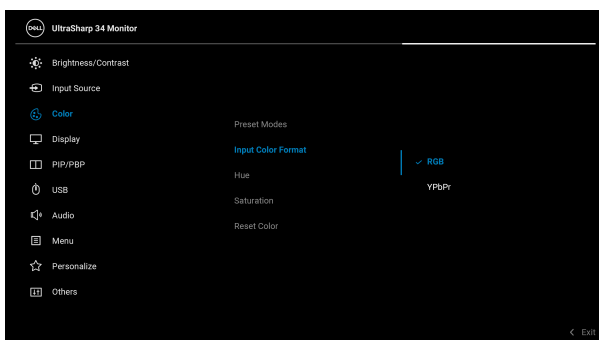 DELL UltraSharp 34 Monitor
Brightness/Contrast
Input Source
Color
Display
PIP/PBP
USB
Audio
Menu
Personalize
Others
Preset Modes
Input Color Format
Hue
Saturation
Reset Color
RGB
YPbPr
Exit